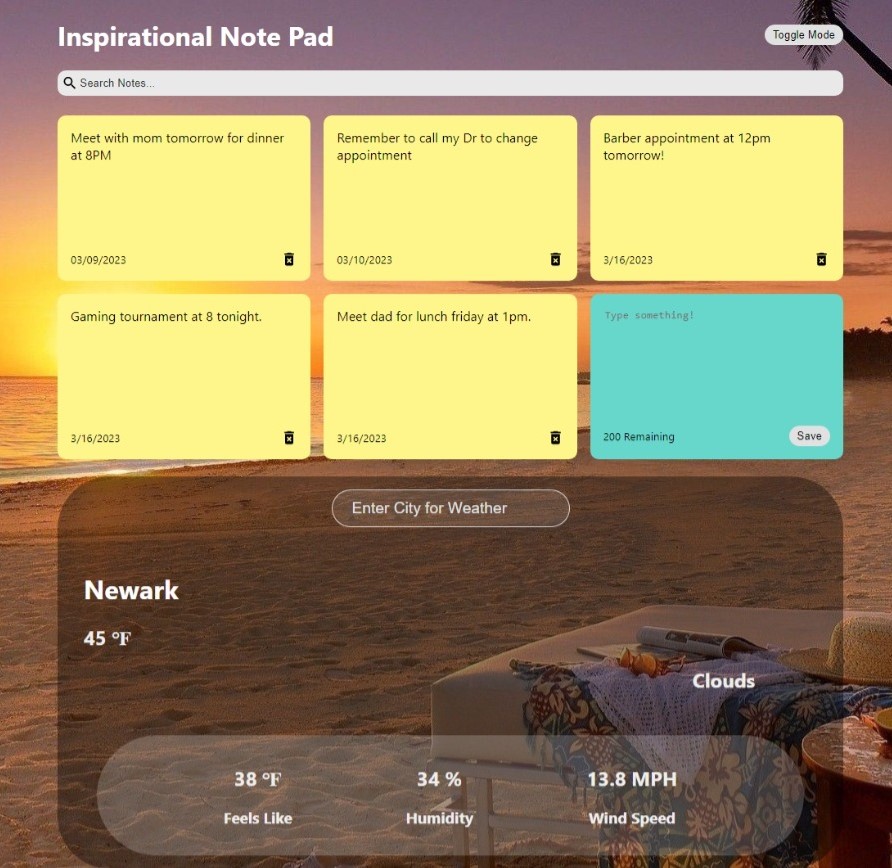 Inspirational Note Pad
Toggle Mode
Search Notes...
Meet with mom tomorrow for dinner
at 8PM
03/09/2023
Remember to call my Dr to change
appointment
03/10/2023
Barber appointment at 12pm
tomorrow!
3/16/2023
Gaming tournament at 8 tonight.
3/16/2023
Meet dad for lunch friday at 1pm.
3/16/2023
Type something!
200 Remaining
Save
Enter City for Weather
Newark
45 °F
Clouds
38 °F
Feels Like
34 %
Humidity
13.8 MPH
Wind Speed